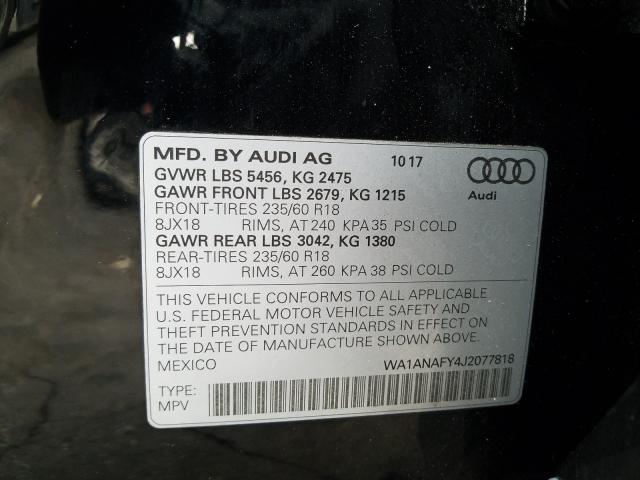 MFD. BY AUDI AG 10 17
GVWR LBS 5456, KG 2475
GAWR FRONT LBS 2679, KG 1215
FRONT-TIRES 235/60 R18
8JX18 RIMS, AT 240 KPA 35 PSI COLD
GAWR REAR LBS 3042, KG 1380
REAR-TIRES 235/60 R18
8JX18 RIMS, AT 260 KPA 38 PSI COLD
Audi
THIS VEHICLE CONFORMS TO ALL APPLICABLE
U.S. FEDERAL MOTOR VEHICLE SAFETY AND
THEFT PREVENTION STANDARDS IN EFFECT ON
THE DATE OF MANUFACTURE SHOWN ABOVE.
MEXICO WA1ANAFY4J2077818
TYPE:
MPV